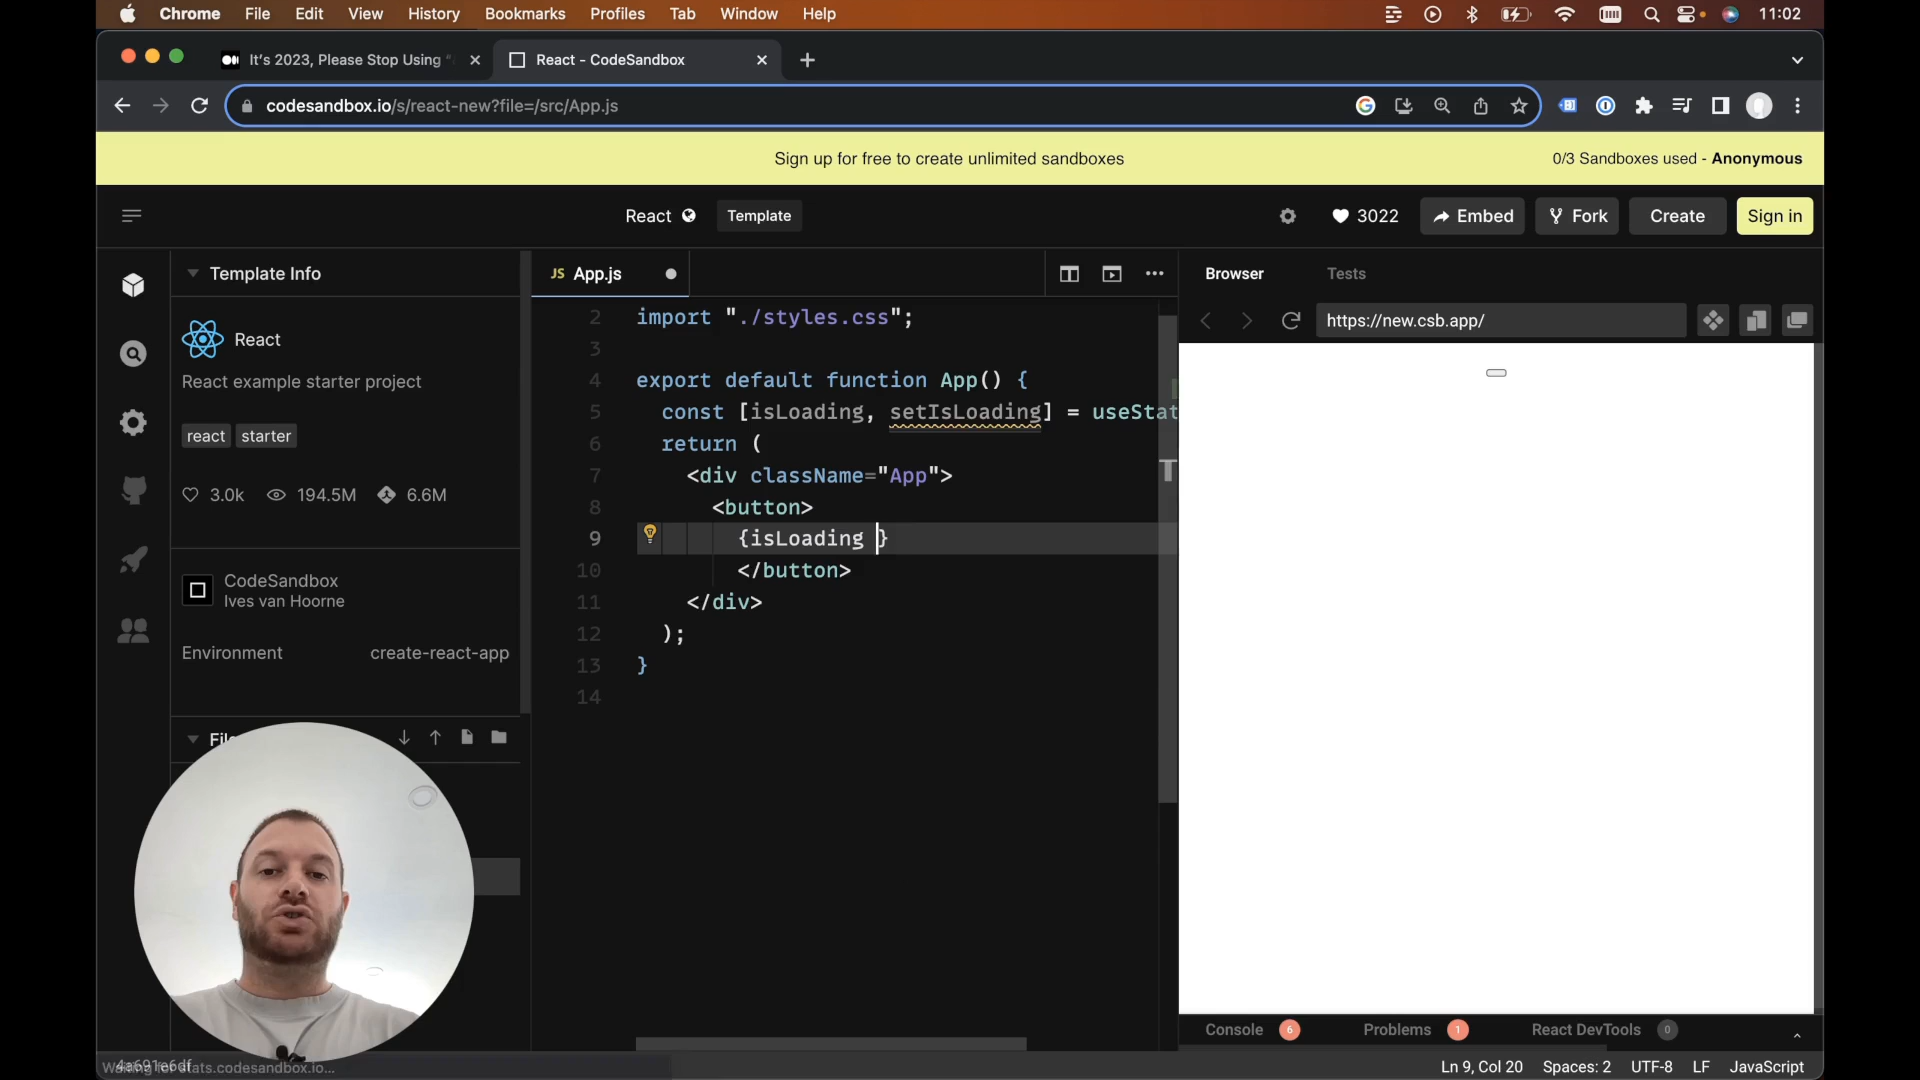 Chrome File Edit View History Bookmarks Profiles Tab Window Help 11:02
It's 2023, Please Stop Using "
React - CodeSandbox
codesandbox.io/s/react-new?file=/src/App.js
Sign up for free to create unlimited sandboxes
0/3 Sandboxes used - Anonymous
React
Template
3022
Embed
Fork
Create
Sign in
Template Info
React
React example starter project
react starter
3.0k 194.5M 6.6M
CodeSandbox
Ives van Hoorne
Environment create-react-app
JS App.js
2 import "./styles.css";
3
4 export default function App() {
5 const [isLoading, setIsLoading] = useStat
6 return (
7 <div className="App">
8 <button>
9 {isLoading }
10 </button>
11 </div>
12 );
13 }
14
Browser Tests
https://new.csb.app/
Console 6 Problems 1 React DevTools 0
Ln 9, Col 20 Spaces: 2 UTF-8 LF JavaScript